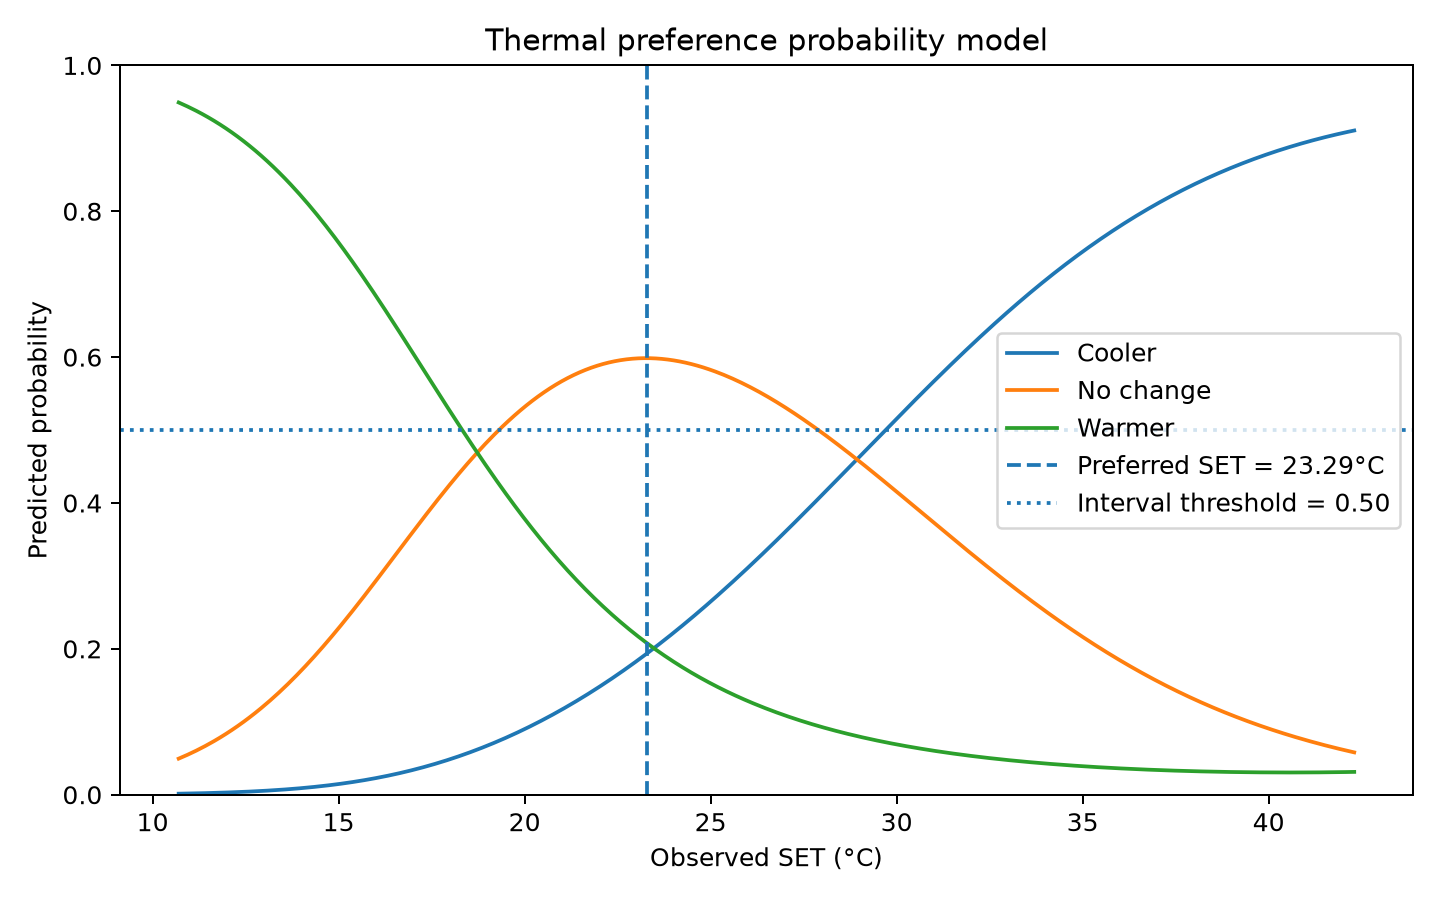 Thermal preference probability model
Predicted probability
1.0
0.8
0.6
0.4
0.2
0.0
Cooler
No change
Warmer
Preferred SET = 23.29°C
Interval threshold = 0.50
10 15 20 25 30 35 40
Observed SET (°C)